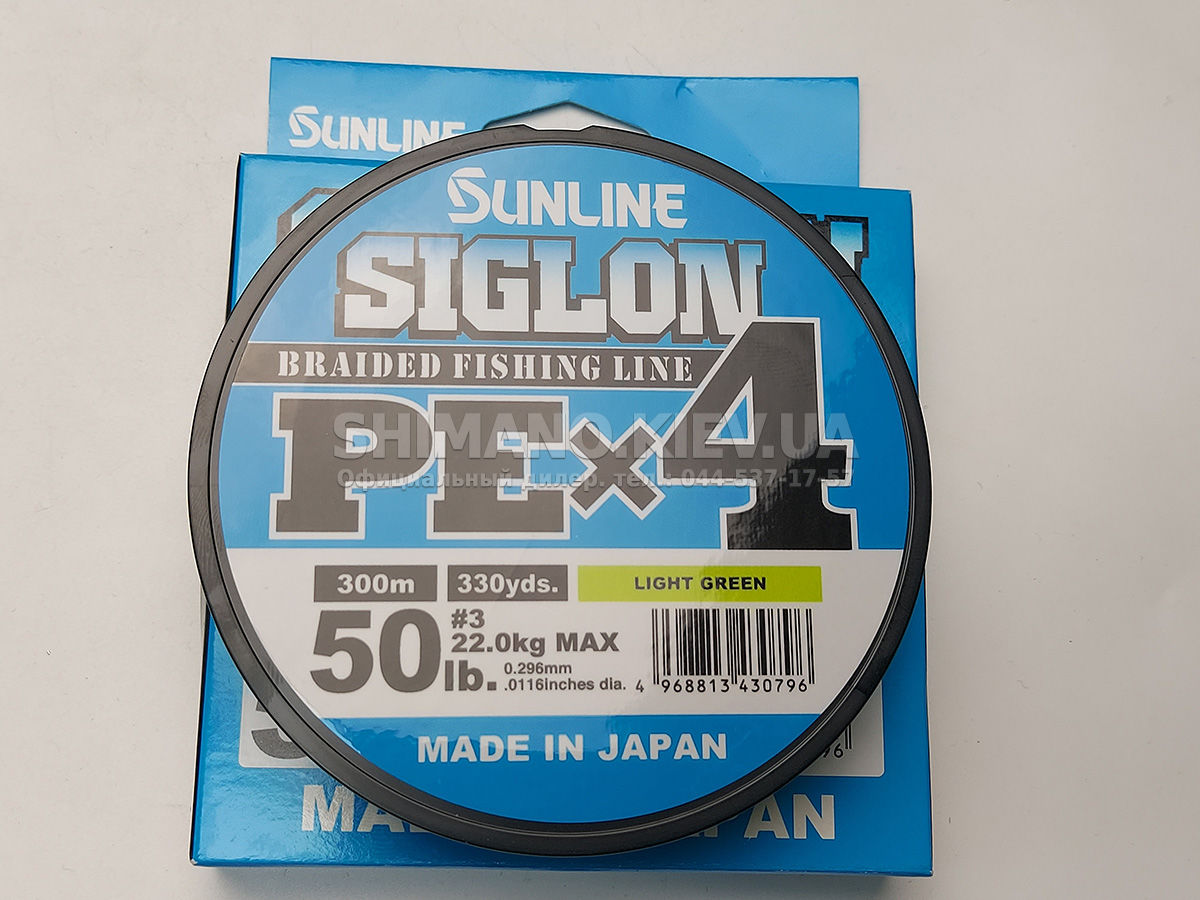 SUNLINE
SUNLINE
SIGLON
BRAIDED FISHING LINE
PE×4
SHIMANO.KIEV.UA
Официальный дилер. тел.: 044-537-17-57
300m 330yds. LIGHT GREEN
50lb.
#3
22.0kg MAX
0.296mm
.0116inches dia.
4 968813 430796
MADE IN JAPAN